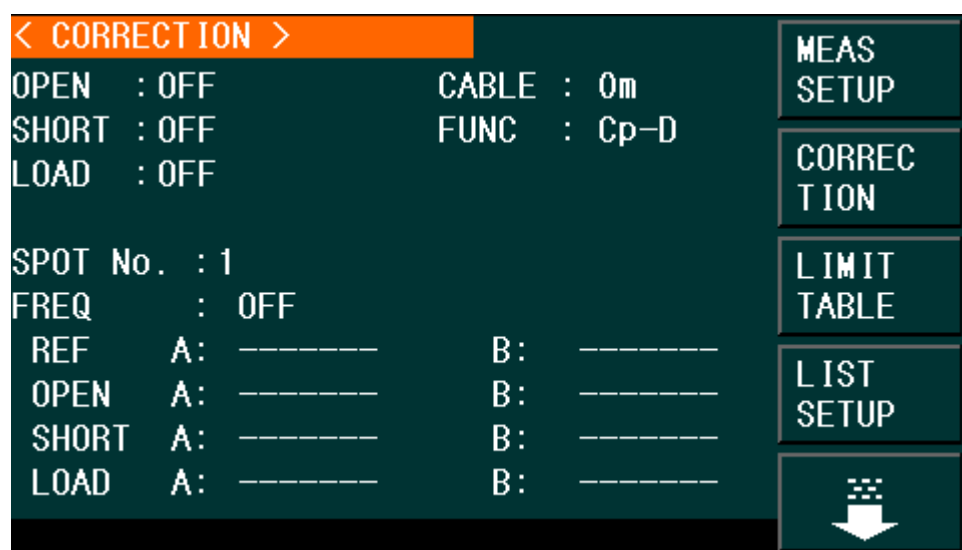 < CORRECTION >
OPEN :OFF CABLE : 0m
SHORT :OFF FUNC : Cp-D
LOAD :OFF
SPOT No. :1
FREQ : OFF
REF A: ------- B: -------
OPEN A: ------- B: -------
SHORT A: ------- B: -------
LOAD A: ------- B: -------
MEAS
SETUP
CORREC
TION
LIMIT
TABLE
LIST
SETUP